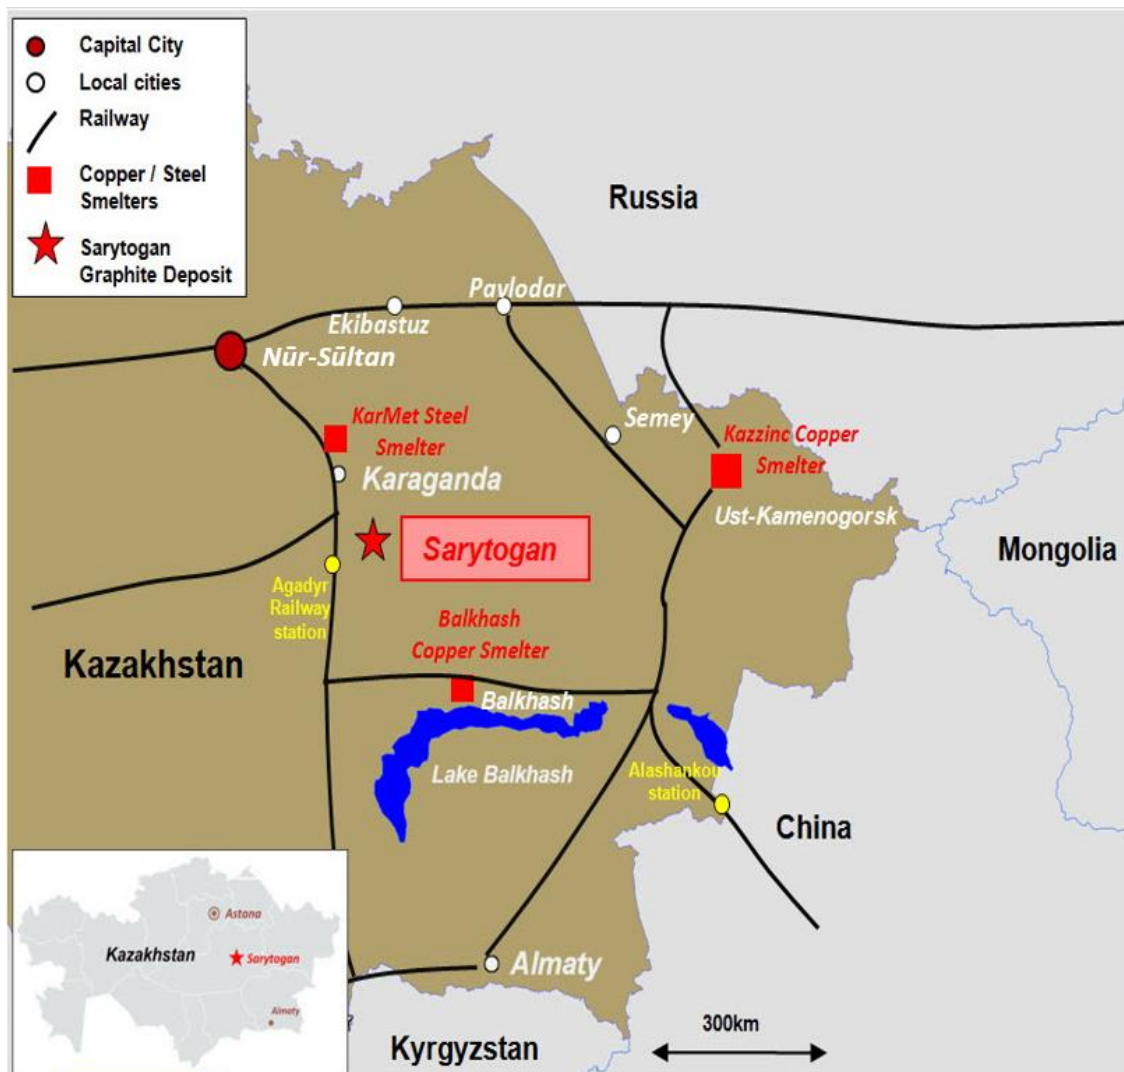 Capital City
Local cities
Railway
Copper / Steel
Smelters
Sarytogan
Graphite Deposit
Russia
Pavlodar
Ekibastuz
Nūr-Sūltan
KarMet Steel
Smelter
Semey
Kazzinc Copper
Smelter
Karaganda
Ust-Kamenogorsk
Sarytogan
Mongolia
Agadyr
Railway
station
Balkhash
Copper Smelter
Kazakhstan
Balkhash
Lake Balkhash
Alashankou
station
China
Astona
Kazakhstan
Sarytogan
Almaty
Almaty
300km
Kyrgyzstan